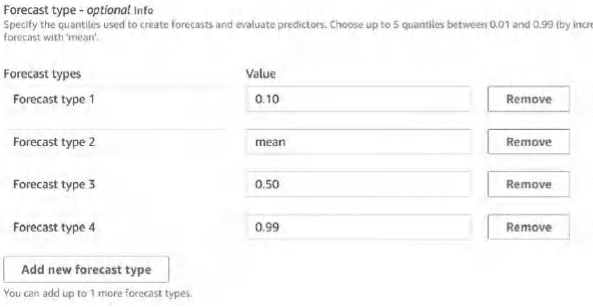 Forecast type - optional Info
Specify the quantiles used to create forecasts and evaluate predictors. Choose up to 5 quantiles between 0.01 and 0.99 (by incre
forecast with 'mean'.
Forecast types Value
Forecast type 1 0.10 Remove
Forecast type 2 mean Remove
Forecast type 3 0.50 Remove
Forecast type 4 0.99 Remove
Add new forecast type
You can add up to 1 more forecast types.